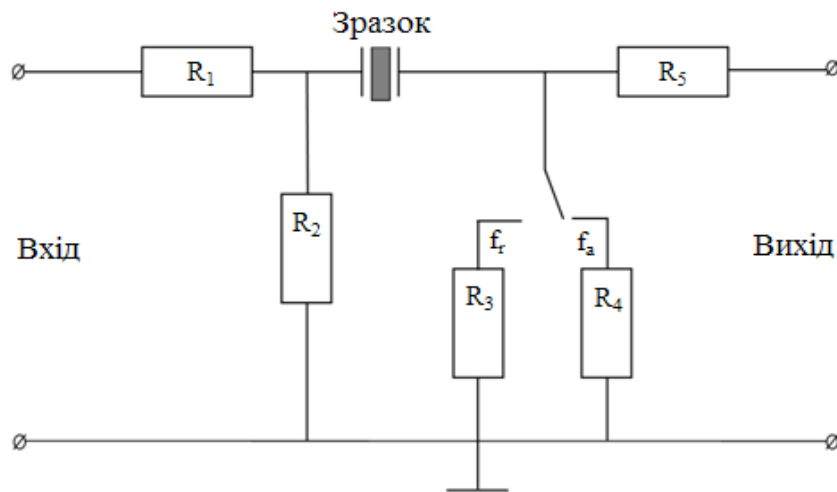 Зразок
R₁
R₅
R₂
Вхід
fᵣ
fₐ
Вихід
R₃
R₄